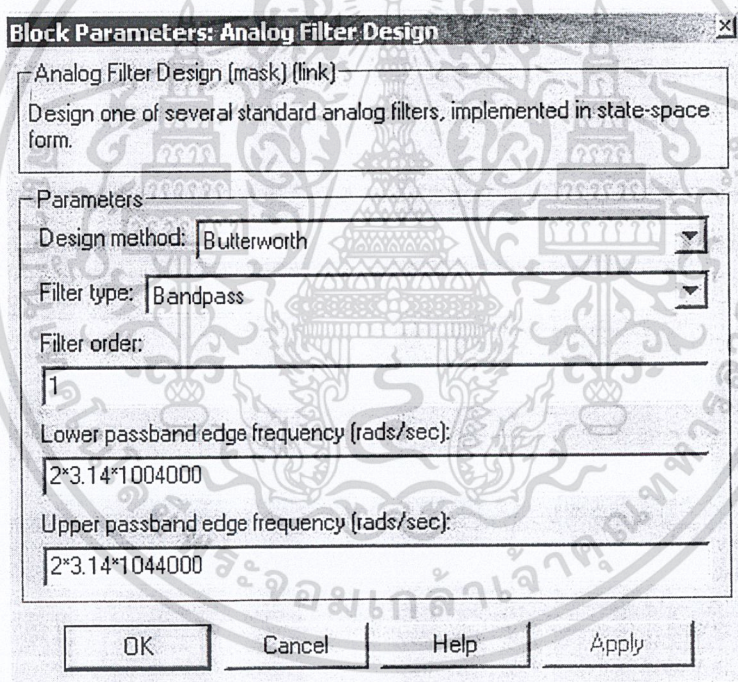 Block Parameters: Analog Filter Design
Analog Filter Design (mask) (link)
Design one of several standard analog filters, implemented in state-space
form.
Parameters
Design method: Butterworth
Filter type: Bandpass
Filter order:
1
Lower passband edge frequency (rads/sec):
2*3.14*1004000
Upper passband edge frequency (rads/sec):
2*3.14*1044000
OK Cancel Help Apply